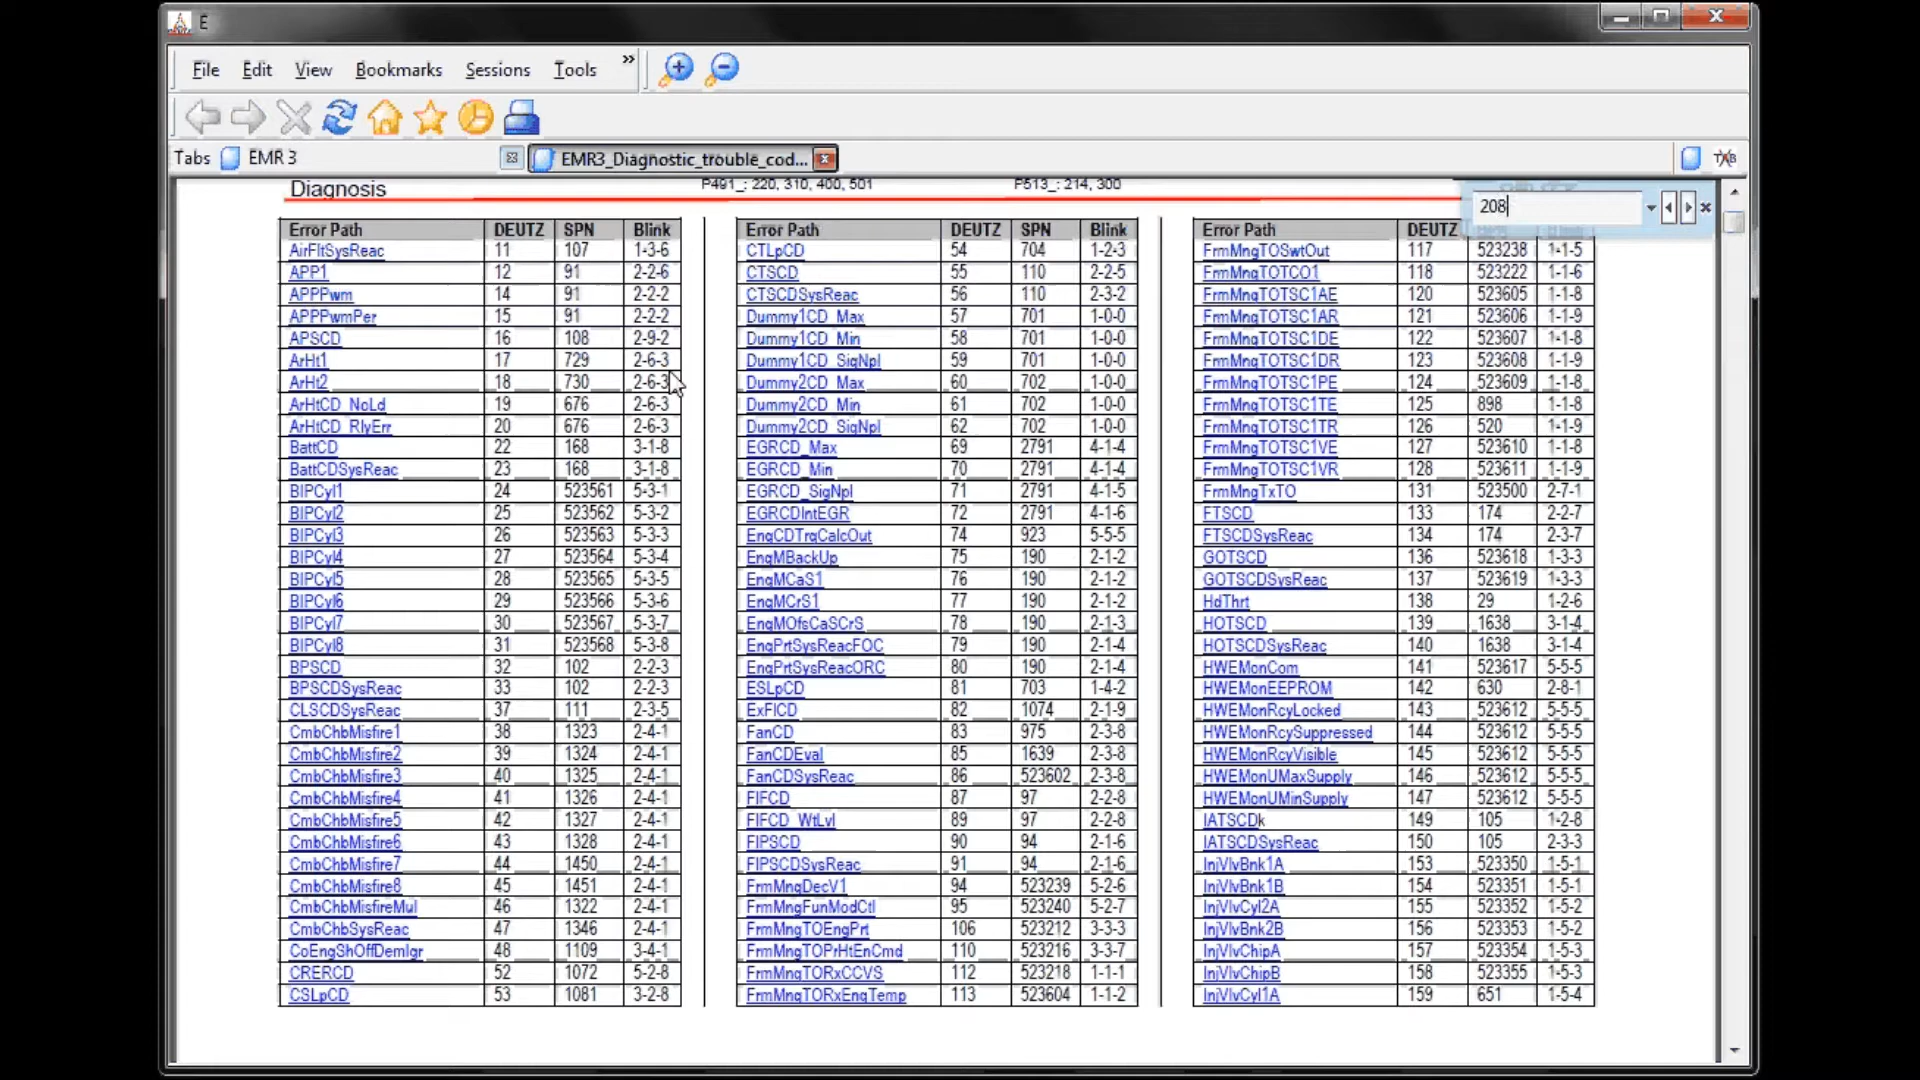 E
File Edit View Bookmarks Sessions Tools »
Tabs EMR 3 EMR3_Diagnostic_trouble_cod...
Diagnosis P491_: 220, 310, 400, 501 P513_: 214, 300
208
Error Path DEUTZ SPN Blink Error Path DEUTZ SPN Blink Error Path DEUTZ
AirFltSysReac 11 107 1-3-6 CTLpCD 54 704 1-2-3 FrmMngTOSwtOut 117 523238 1-1-5
APP1 12 91 2-2-6 CTSCD 55 110 2-2-5 FrmMngTOTCO1 118 523222 1-1-6
APPPwm 14 91 2-2-2 CTSCDSysReac 56 110 2-3-2 FrmMngTOTSC1AE 120 523605 1-1-8
APPPwmPer 15 91 2-2-2 Dummy1CD_Max 57 701 1-0-0 FrmMngTOTSC1AR 121 523606 1-1-9
APSCD 16 108 2-9-2 Dummy1CD_Min 58 701 1-0-0 FrmMngTOTSC1DE 122 523607 1-1-8
ArHt1 17 729 2-6-3 Dummy1CD_SigNpl 59 701 1-0-0 FrmMngTOTSC1DR 123 523608 1-1-9
ArHt2 18 730 2-6-3 Dummy2CD_Max 60 702 1-0-0 FrmMngTOTSC1PE 124 523609 1-1-8
ArHtCD_NoLd 19 676 2-6-3 Dummy2CD_Min 61 702 1-0-0 FrmMngTOTSC1TE 125 898 1-1-8
ArHtCD_RlyErr 20 676 2-6-3 Dummy2CD_SigNpl 62 702 1-0-0 FrmMngTOTSC1TR 126 520 1-1-9
BattCD 22 168 3-1-8 EGRCD_Max 69 2791 4-1-4 FrmMngTOTSC1VE 127 523610 1-1-8
BattCDSysReac 23 168 3-1-8 EGRCD_Min 70 2791 4-1-4 FrmMngTOTSC1VR 128 523611 1-1-9
BIPCyl1 24 523561 5-3-1 EGRCD_SigNpl 71 2791 4-1-5 FrmMngTxTO 131 523500 2-7-1
BIPCyl2 25 523562 5-3-2 EGRCDIntEGR 72 2791 4-1-6 FTSCD 133 174 2-2-7
BIPCyl3 26 523563 5-3-3 EngCDTrqCalcOut 74 923 5-5-5 FTSCDSysReac 134 174 2-3-7
BIPCyl4 27 523564 5-3-4 EngMBackUp 75 190 2-1-2 GOTSCD 136 523618 1-3-3
BIPCyl5 28 523565 5-3-5 EngMCaS1 76 190 2-1-2 GOTSCDSysReac 137 523619 1-3-3
BIPCyl6 29 523566 5-3-6 EngMCrS1 77 190 2-1-2 HdThrt 138 29 1-2-6
BIPCyl7 30 523567 5-3-7 EngMOfsCaSCrS 78 190 2-1-3 HOTSCD 139 1638 3-1-4
BIPCyl8 31 523568 5-3-8 EngPrtSysReacFOC 79 190 2-1-4 HOTSCDSysReac 140 1638 3-1-4
BPSCD 32 102 2-2-3 EngPrtSysReacORC 80 190 2-1-4 HWEMonCom 141 523617 5-5-5
BPSCDSysReac 33 102 2-2-3 ESLpCD 81 703 1-4-2 HWEMonEEPROM 142 630 2-8-1
CLSCDSysReac 37 111 2-3-5 ExFlCD 82 1074 2-1-9 HWEMonRcyLocked 143 523612 5-5-5
CmbChbMisfire1 38 1323 2-4-1 FanCD 83 975 2-3-8 HWEMonRcySuppressed 144 523612 5-5-5
CmbChbMisfire2 39 1324 2-4-1 FanCDEval 85 1639 2-3-8 HWEMonRcyVisible 145 523612 5-5-5
CmbChbMisfire3 40 1325 2-4-1 FanCDSysReac 86 523602 2-3-8 HWEMonUMaxSupply 146 523612 5-5-5
CmbChbMisfire4 41 1326 2-4-1 FlFCD 87 97 2-2-8 HWEMonUMinSupply 147 523612 5-5-5
CmbChbMisfire5 42 1327 2-4-1 FlFCD_WtLvl 89 97 2-2-8 IATSCDk 149 105 1-2-8
CmbChbMisfire6 43 1328 2-4-1 FlPSCD 90 94 2-1-6 IATSCDSysReac 150 105 2-3-3
CmbChbMisfire7 44 1450 2-4-1 FlPSCDSysReac 91 94 2-1-6 InjVlvBnk1A 153 523350 1-5-1
CmbChbMisfire8 45 1451 2-4-1 FrmMngDecV1 94 523239 5-2-6 InjVlvBnk1B 154 523351 1-5-1
CmbChbMisfireMul 46 1322 2-4-1 FrmMngFunModCtl 95 523240 5-2-7 InjVlvCyl2A 155 523352 1-5-2
CmbChbSysReac 47 1346 2-4-1 FrmMngTOEngPrt 106 523212 3-3-3 InjVlvBnk2B 156 523353 1-5-2
CoEngShOffDemIgr 48 1109 3-4-1 FrmMngTOPrHtEnCmd 110 523216 3-3-7 InjVlvChipA 157 523354 1-5-3
CRERCD 52 1072 5-2-8 FrmMngTORxCCVS 112 523218 1-1-1 InjVlvChipB 158 523355 1-5-3
CSLpCD 53 1081 3-2-8 FrmMngTORxEngTemp 113 523604 1-1-2 InjVlvCyl1A 159 651 1-5-4